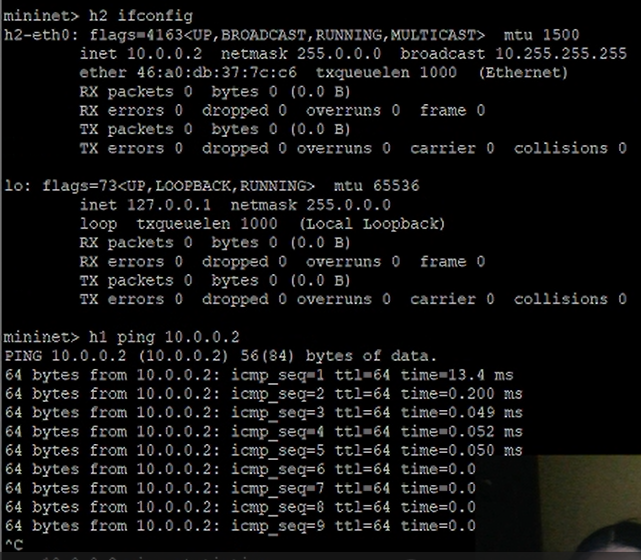 mininet> h2 ifconfig
h2-eth0: flags=4163<UP,BROADCAST,RUNNING,MULTICAST>  mtu 1500
        inet 10.0.0.2  netmask 255.0.0.0  broadcast 10.255.255.255
        ether 46:a0:db:37:7c:c6  txqueuelen 1000  (Ethernet)
        RX packets 0  bytes 0 (0.0 B)
        RX errors 0  dropped 0  overruns 0  frame 0
        TX packets 0  bytes 0 (0.0 B)
        TX errors 0  dropped 0 overruns 0  carrier 0  collisions 0
lo: flags=73<UP,LOOPBACK,RUNNING>  mtu 65536
        inet 127.0.0.1  netmask 255.0.0.0
        loop  txqueuelen 1000  (Local Loopback)
        RX packets 0  bytes 0 (0.0 B)
        RX errors 0  dropped 0  overruns 0  frame 0
        TX packets 0  bytes 0 (0.0 B)
        TX errors 0  dropped 0 overruns 0  carrier 0  collisions 0
mininet> h1 ping 10.0.0.2
PING 10.0.0.2 (10.0.0.2) 56(84) bytes of data.
64 bytes from 10.0.0.2: icmp_seq=1 ttl=64 time=13.4 ms
64 bytes from 10.0.0.2: icmp_seq=2 ttl=64 time=0.200 ms
64 bytes from 10.0.0.2: icmp_seq=3 ttl=64 time=0.049 ms
64 bytes from 10.0.0.2: icmp_seq=4 ttl=64 time=0.052 ms
64 bytes from 10.0.0.2: icmp_seq=5 ttl=64 time=0.050 ms
64 bytes from 10.0.0.2: icmp_seq=6 ttl=64 time=0.0
64 bytes from 10.0.0.2: icmp_seq=7 ttl=64 time=0.0
64 bytes from 10.0.0.2: icmp_seq=8 ttl=64 time=0.0
64 bytes from 10.0.0.2: icmp_seq=9 ttl=64 time=0.0
^C